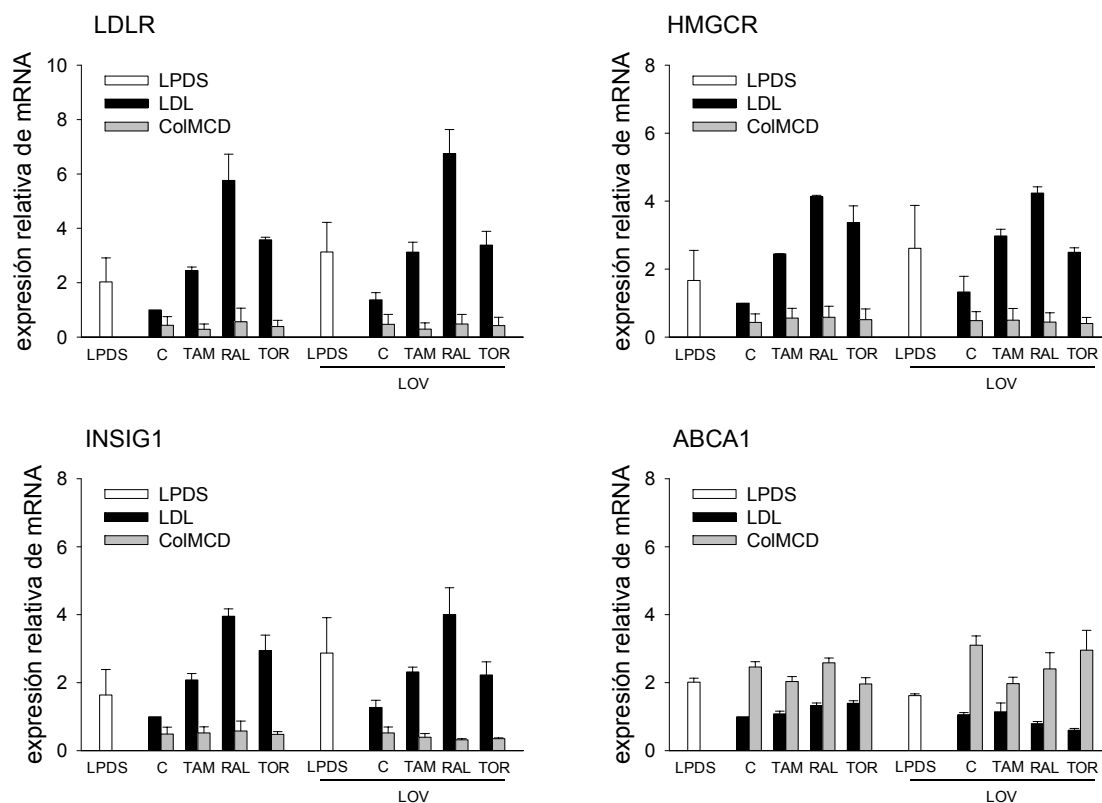 LDLR
expresión relativa de mRNA
10
8
6
4
2
0
LPDS
LDL
ColMCD
LPDS
C
TAM
RAL
TOR
LPDS
C
TAM
RAL
TOR
LOV
HMGCR
expresión relativa de mRNA
8
6
4
2
0
LPDS
LDL
ColMCD
LPDS
C
TAM
RAL
TOR
LPDS
C
TAM
RAL
TOR
LOV
INSIG1
expresión relativa de mRNA
8
6
4
2
0
LPDS
LDL
ColMCD
LPDS
C
TAM
RAL
TOR
LPDS
C
TAM
RAL
TOR
LOV
ABCA1
expresión relativa de mRNA
8
6
4
2
0
LPDS
LDL
ColMCD
LPDS
C
TAM
RAL
TOR
LPDS
C
TAM
RAL
TOR
LOV